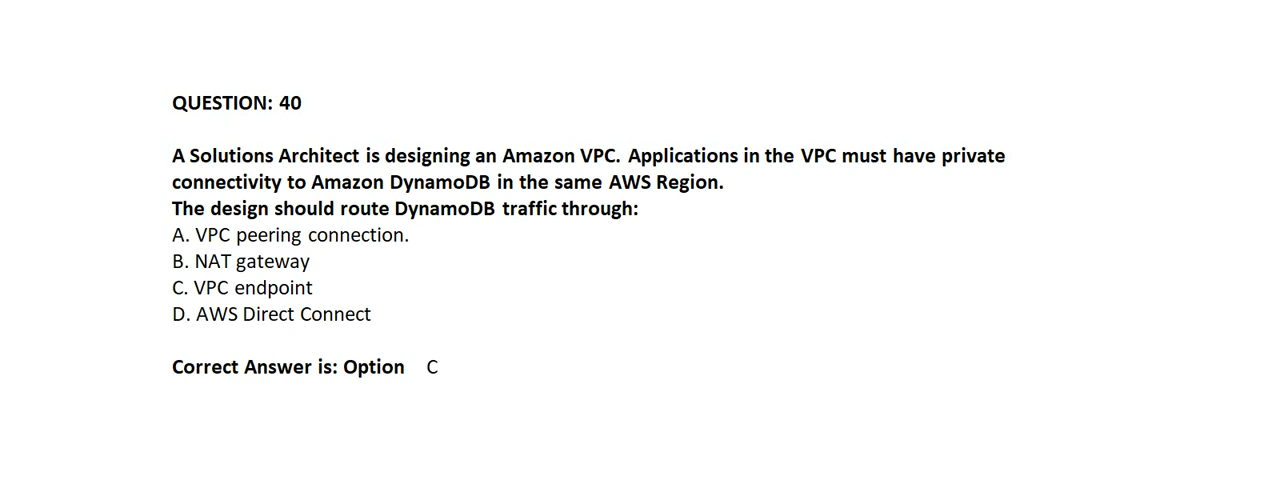 QUESTION: 40
A Solutions Architect is designing an Amazon VPC. Applications in the VPC must have private
connectivity to Amazon DynamoDB in the same AWS Region.
The design should route DynamoDB traffic through:
A. VPC peering connection.
B. NAT gateway
C. VPC endpoint
D. AWS Direct Connect
Correct Answer is: Option C